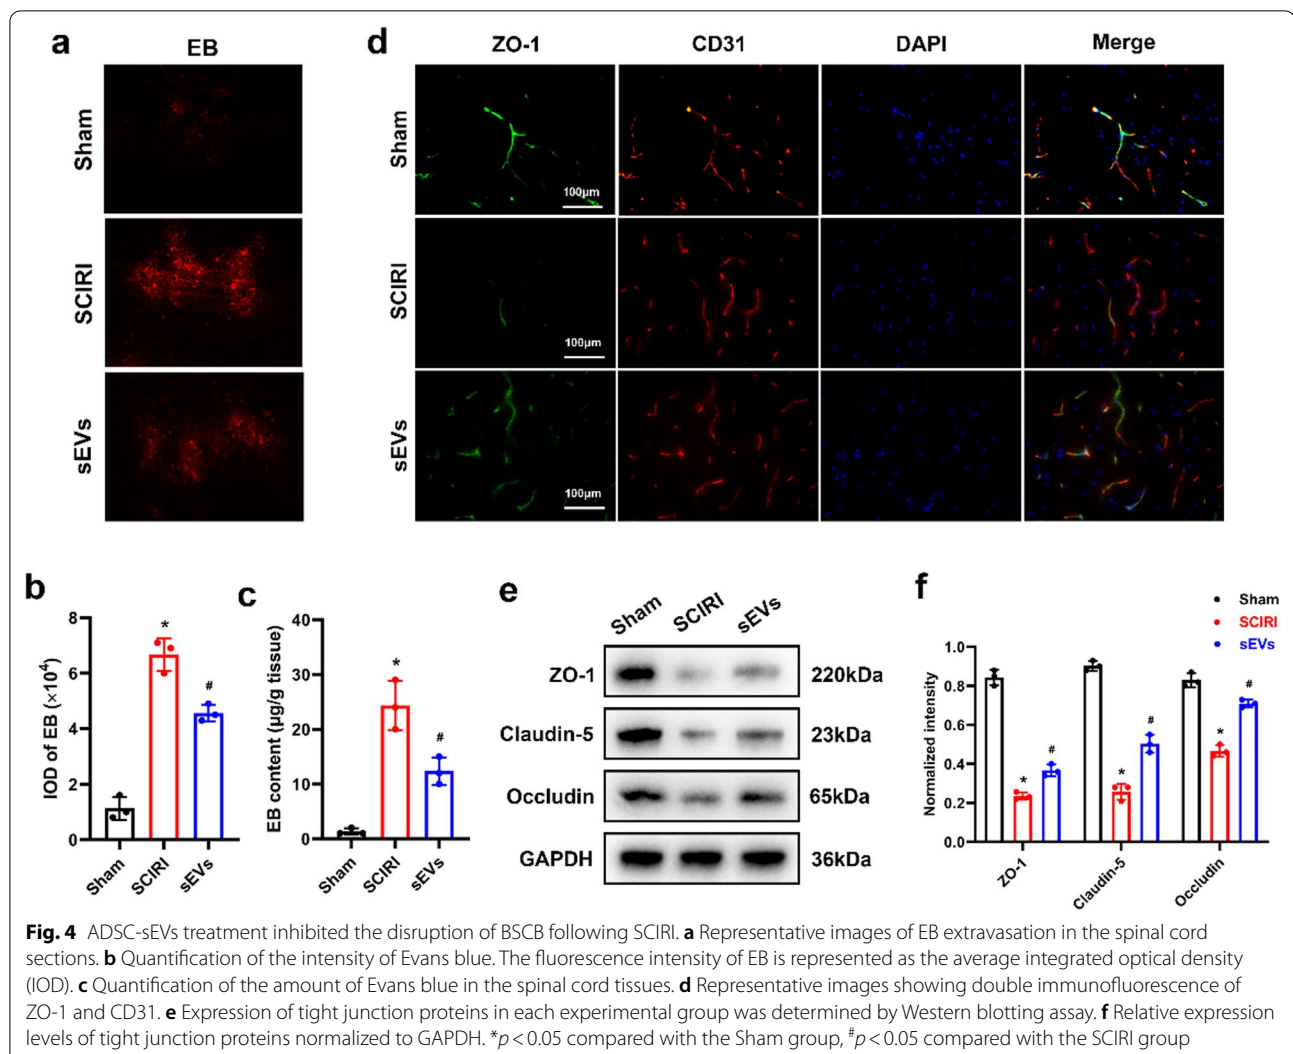 a
EB
Sham
SCIRI
sEVs
d
ZO-1 CD31 DAPI Merge
Sham
100μm
SCIRI
100μm
sEVs
100μm
b
IOD of EB (×10⁴)
8
6
4
2
0
*
#
Sham SCIRI sEVs
c
EB content (μg/g tissue)
40
30
20
10
0
*
#
Sham SCIRI sEVs
e
Sham SCIRI sEVs
ZO-1 220kDa
Claudin-5 23kDa
Occludin 65kDa
GAPDH 36kDa
f
Sham
SCIRI
sEVs
Normalized intensity
1.0
0.8
0.6
0.4
0.2
0.0
* # * # * #
ZO-1 Claudin-5 Occludin
Fig. 4 ADSC-sEVs treatment inhibited the disruption of BSCB following SCIRI. a Representative images of EB extravasation in the spinal cord
sections. b Quantification of the intensity of Evans blue. The fluorescence intensity of EB is represented as the average integrated optical density
(IOD). c Quantification of the amount of Evans blue in the spinal cord tissues. d Representative images showing double immunofluorescence of
ZO-1 and CD31. e Expression of tight junction proteins in each experimental group was determined by Western blotting assay. f Relative expression
levels of tight junction proteins normalized to GAPDH. *p < 0.05 compared with the Sham group, #p < 0.05 compared with the SCIRI group